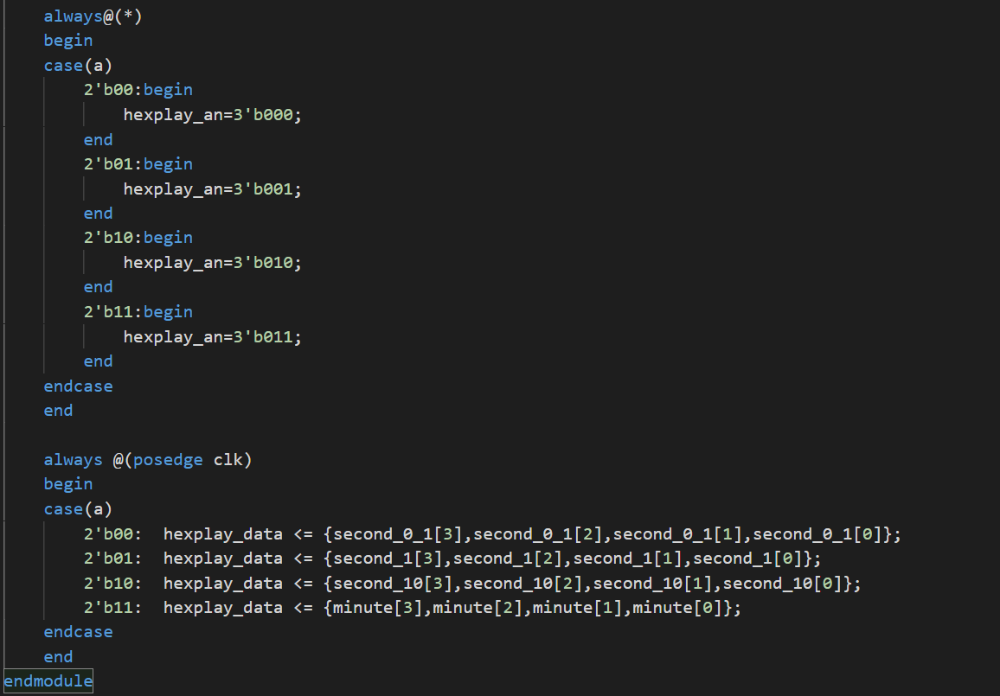 always@(*)
begin
case(a)
2'b00:begin
hexplay_an=3'b000;
end
2'b01:begin
hexplay_an=3'b001;
end
2'b10:begin
hexplay_an=3'b010;
end
2'b11:begin
hexplay_an=3'b011;
end
endcase
end
always @(posedge clk)
begin
case(a)
2'b00:  hexplay_data <= {second_0_1[3],second_0_1[2],second_0_1[1],second_0_1[0]};
2'b01:  hexplay_data <= {second_1[3],second_1[2],second_1[1],second_1[0]};
2'b10:  hexplay_data <= {second_10[3],second_10[2],second_10[1],second_10[0]};
2'b11:  hexplay_data <= {minute[3],minute[2],minute[1],minute[0]};
endcase
end
endmodule